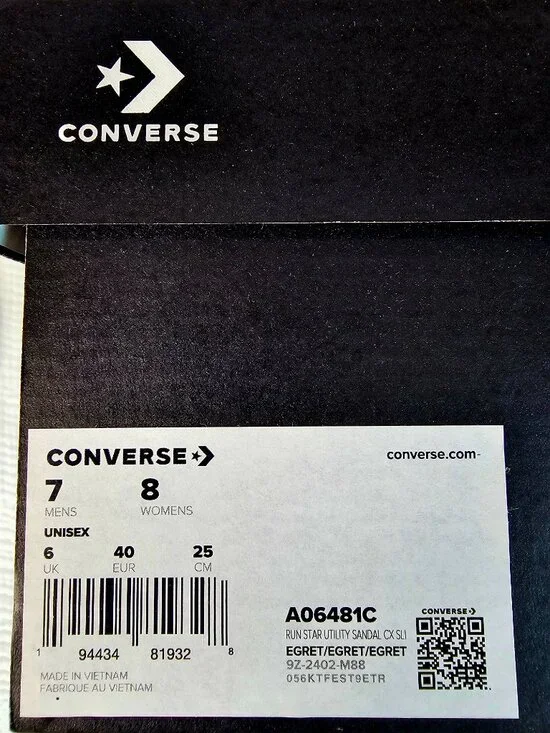 CONVERSE
CONVERSE
converse.com
7 8
MENS WOMENS
UNISEX
6 40 25
UK EUR CM
1 94434 81932 8
MADE IN VIETNAM
FABRIQUE AU VIETNAM
A06481C
RUN STAR UTILITY SANDAL CX SLI
EGRET/EGRET/EGRET
9Z-2402-M88
056KTFEST9ETR
CONVERSE